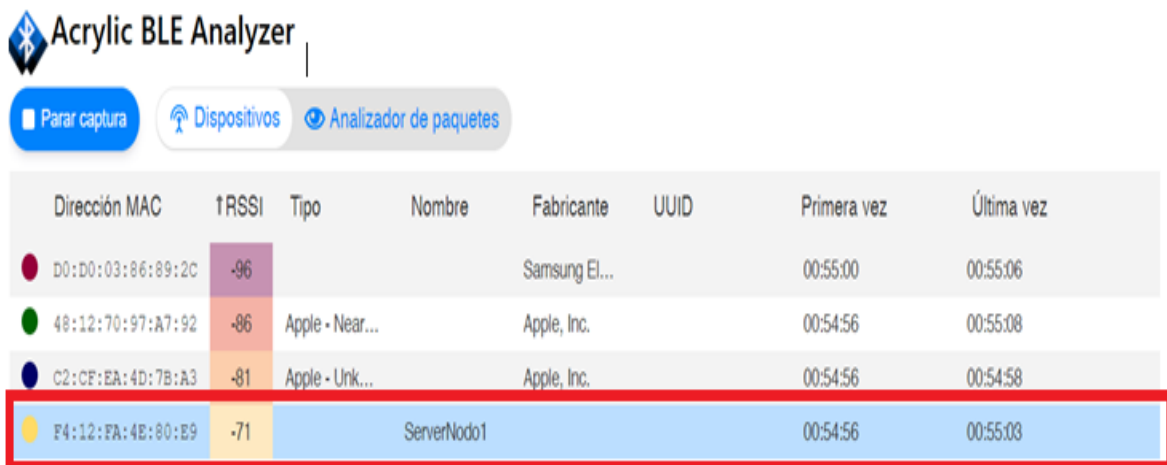 Acrylic BLE Analyzer
Parar captura Dispositivos Analizador de paquetes
Dirección MAC ↑RSSI Tipo Nombre Fabricante UUID Primera vez Última vez
D0:D0:03:86:89:2C -96 Samsung El... 00:55:00 00:55:06
48:12:70:97:A7:92 -86 Apple - Near... Apple, Inc. 00:54:56 00:55:08
C2:CF:EA:4D:7B:A3 -81 Apple - Unk... Apple, Inc. 00:54:56 00:54:58
F4:12:FA:4E:80:E9 -71 ServerNodo1 00:54:56 00:55:03